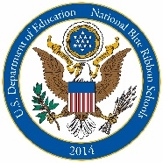 U.S. Department of Education
National Blue Ribbon Schools
2014